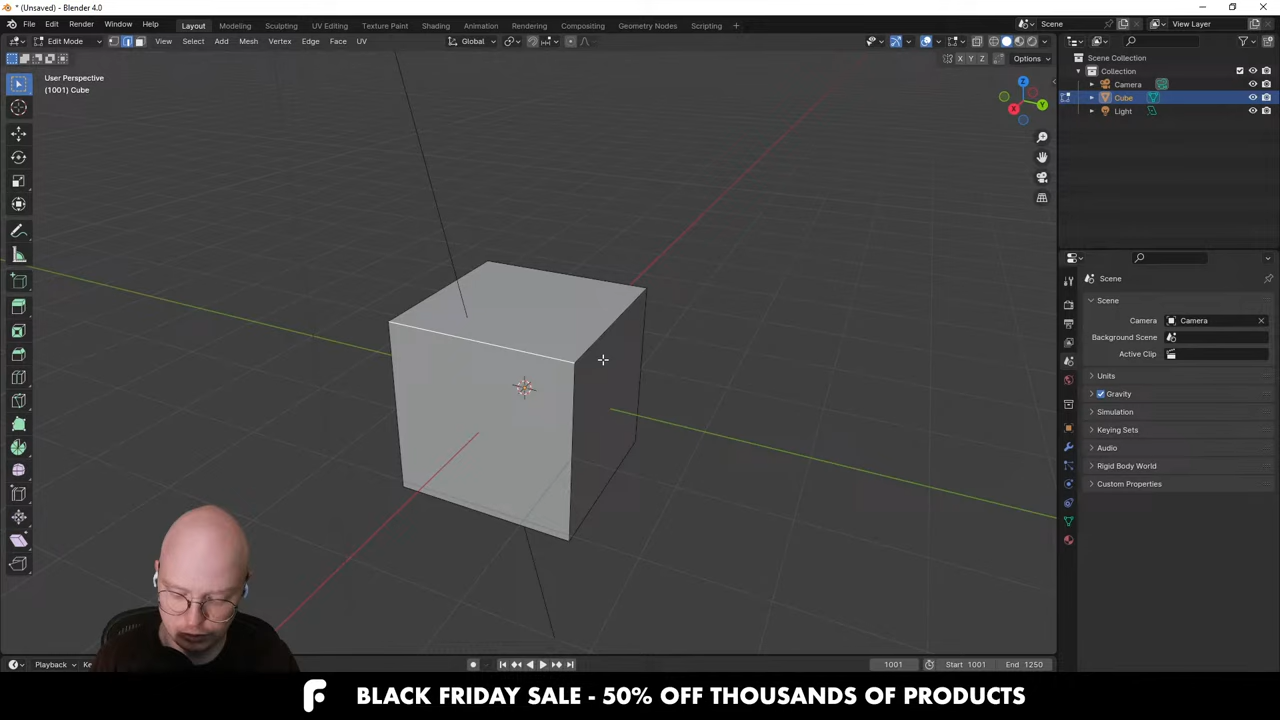 * (Unsaved) - Blender 4.0
File Edit Render Window Help Layout Modeling Sculpting UV Editing Texture Paint Shading Animation Rendering Compositing Geometry Nodes Scripting + Scene View Layer
Edit Mode View Select Add Mesh Vertex Edge Face UV Global
X Y Z Options
User Perspective
(1001) Cube
Z
Y
X
Scene Collection
Collection
Camera
Cube
Light
Scene
Scene
Camera Camera
Background Scene
Active Clip
Units
Gravity
Simulation
Keying Sets
Audio
Rigid Body World
Custom Properties
Playback Ke 1001 Start 1001 End 1250
F BLACK FRIDAY SALE - 50% OFF THOUSANDS OF PRODUCTS